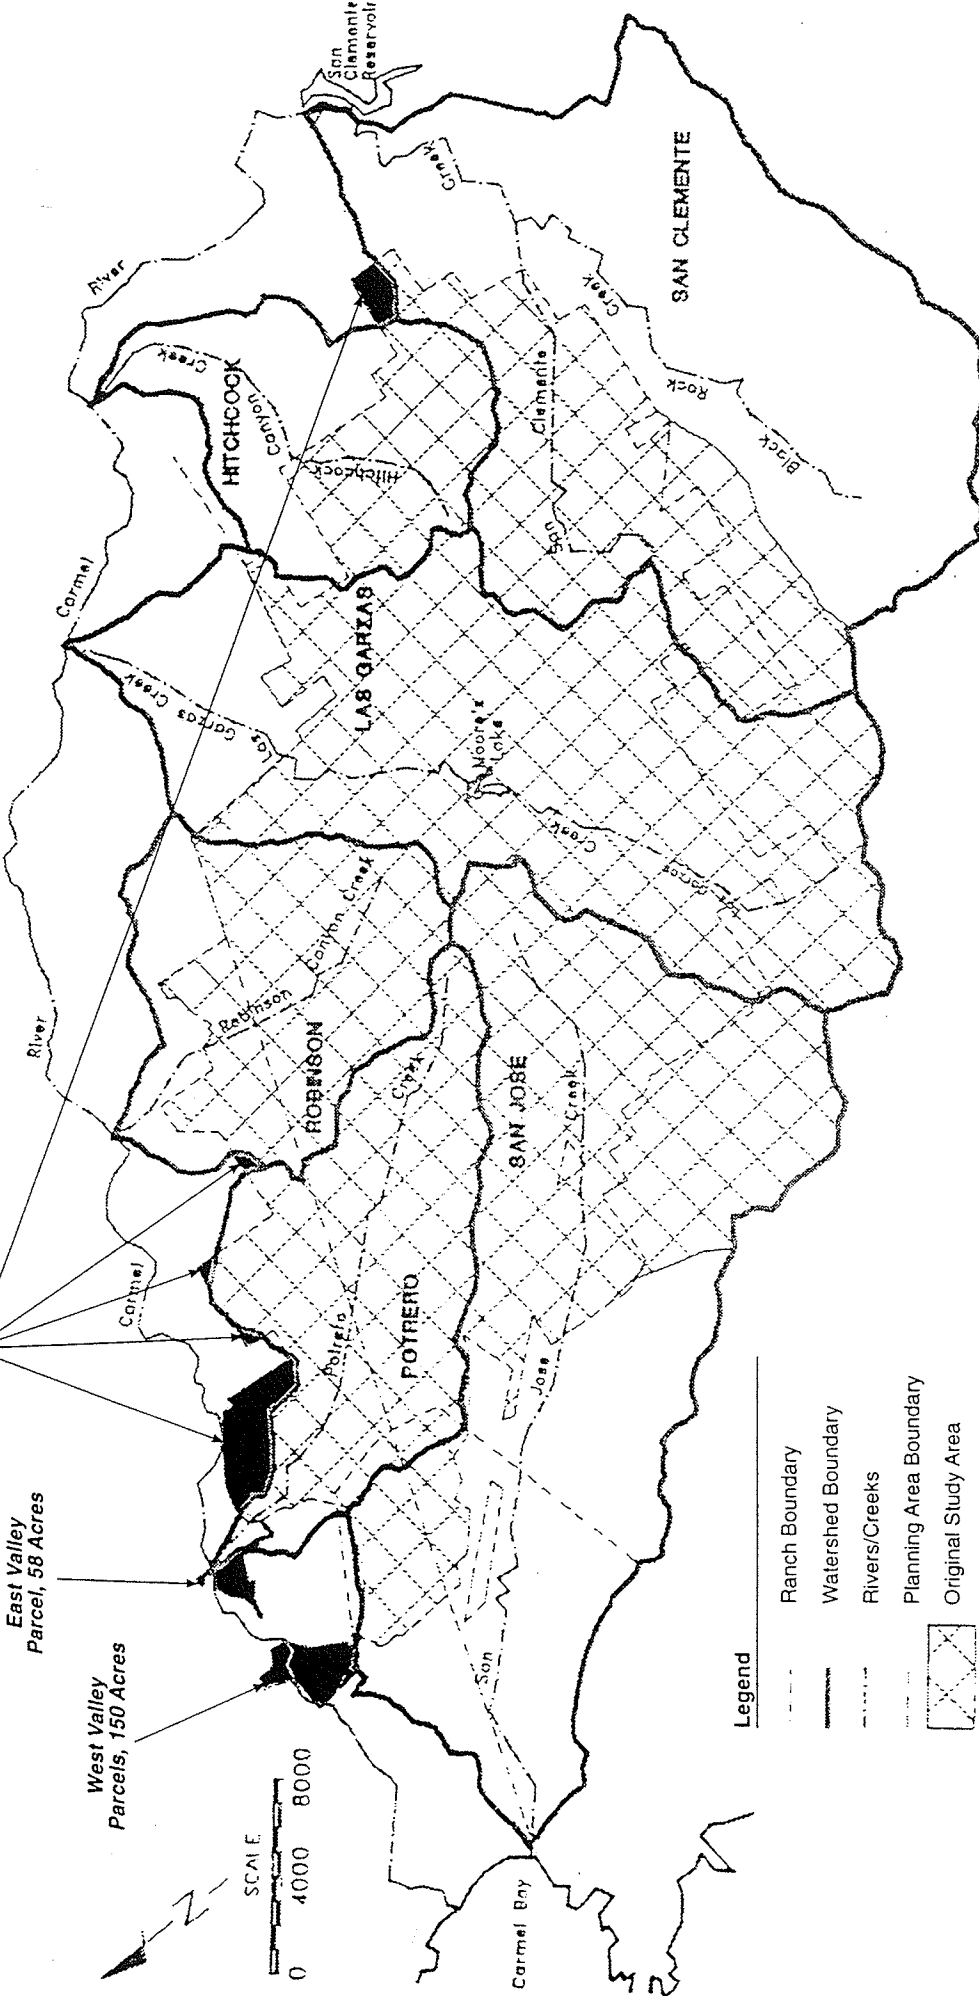 East Valley
Parcel, 58 Acres
West Valley
Parcels, 150 Acres
SCALE
0 4000 8000
N
Carmel Bay
Carmel
River
Carmel
River
San
Clemente
Reservoir
HITCHCOCK
Hitchcock
Canyon
Creek
LAS GARZAS
Las
Garzas Creek
Moore's
Lake
Garzas
Creek
ROBINSON
Robinson
Canyon Creek
POTRERO
Potrero
Creek
SAN JOSE
San
Jose
Creek
SAN CLEMENTE
San
Clemente
Creek
Black
Rock
Creek
Legend
Ranch Boundary
Watershed Boundary
Rivers/Creeks
Planning Area Boundary
Original Study Area